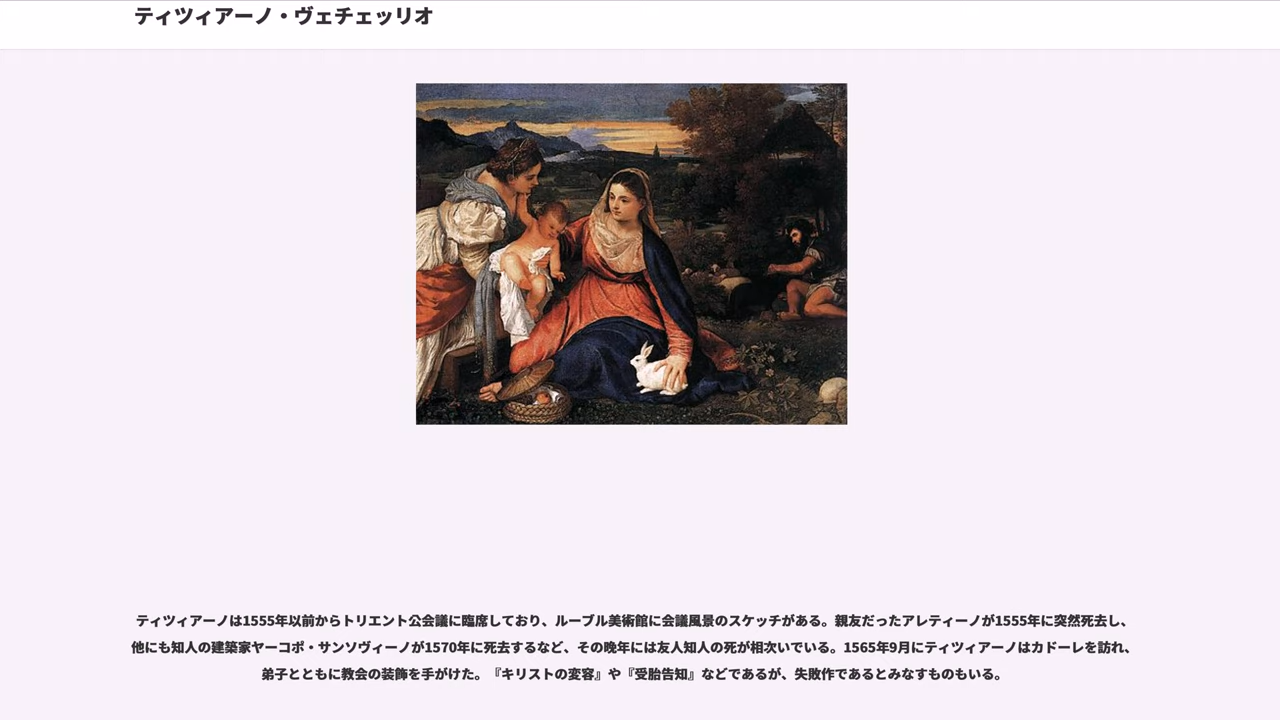 ティツィアーノ・ヴェチェッリオ
ティツィアーノは1555年以前からトリエント公会議に臨席しており、ルーブル美術館に会議風景のスケッチがある。親友だったアレティーノが1555年に突然死去し、
他にも知人の建築家ヤーコポ・サンソヴィーノが1570年に死去するなど、その晩年には友人知人の死が相次いでいる。1565年9月にティツィアーノはカドーレを訪れ、
弟子とともに教会の装飾を手がけた。『キリストの変容』や『受胎告知』などであるが、失敗作であるとみなすものもいる。